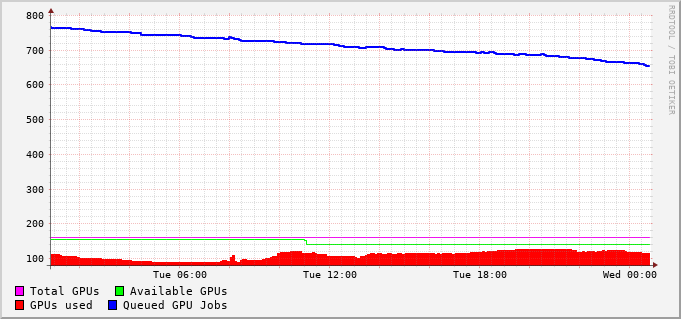 800
700
600
500
400
300
200
100
Tue 06:00 Tue 12:00 Tue 18:00 Wed 00:00
Total GPUs Available GPUs
GPUs used Queued GPU Jobs
RRDTOOL / TOBI OETIKER